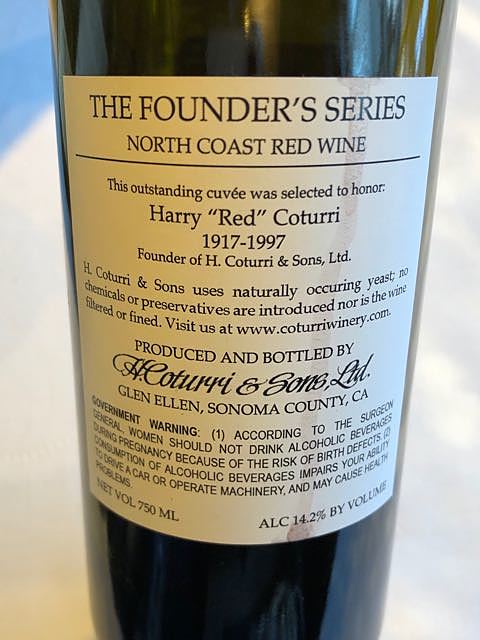 THE FOUNDER'S SERIES
NORTH COAST RED WINE
This outstanding cuvée was selected to honor:
Harry "Red" Coturri
1917-1997
Founder of H. Coturri & Sons, Ltd.
H. Coturri & Sons uses naturally occuring yeast; no
chemicals or preservatives are introduced nor is the wine
filtered or fined. Visit us at www.coturriwinery.com.
PRODUCED AND BOTTLED BY
H.Coturri & Sons, Ltd.
GLEN ELLEN, SONOMA COUNTY, CA
GOVERNMENT WARNING: (1) ACCORDING TO THE SURGEON
GENERAL, WOMEN SHOULD NOT DRINK ALCOHOLIC BEVERAGES
DURING PREGNANCY BECAUSE OF THE RISK OF BIRTH DEFECTS. (2)
CONSUMPTION OF ALCOHOLIC BEVERAGES IMPAIRS YOUR ABILITY
TO DRIVE A CAR OR OPERATE MACHINERY, AND MAY CAUSE HEALTH
PROBLEMS.
NET VOL 750 ML
ALC 14.2% BY VOLUME